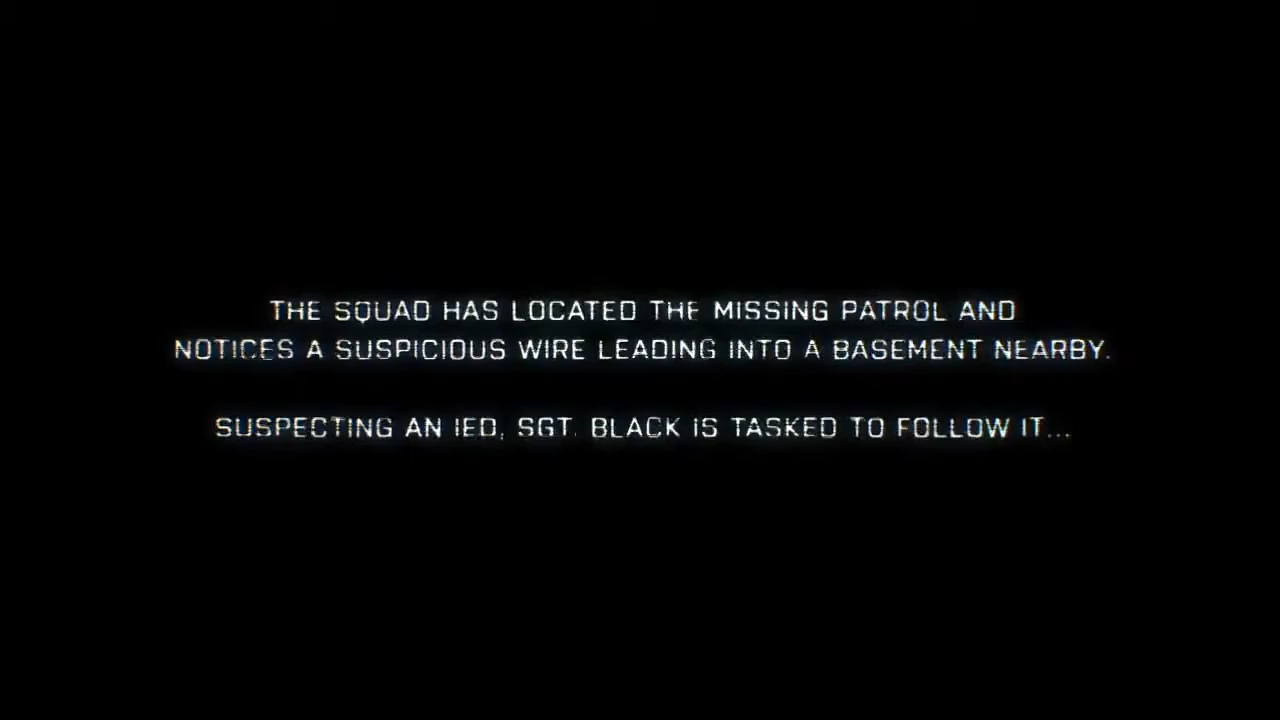 THE SQUAD HAS LOCATED THE MISSING PATROL AND
NOTICES A SUSPICIOUS WIRE LEADING INTO A BASEMENT NEARBY.
SUSPECTING AN IED, SGT. BLACK IS TASKED TO FOLLOW IT...